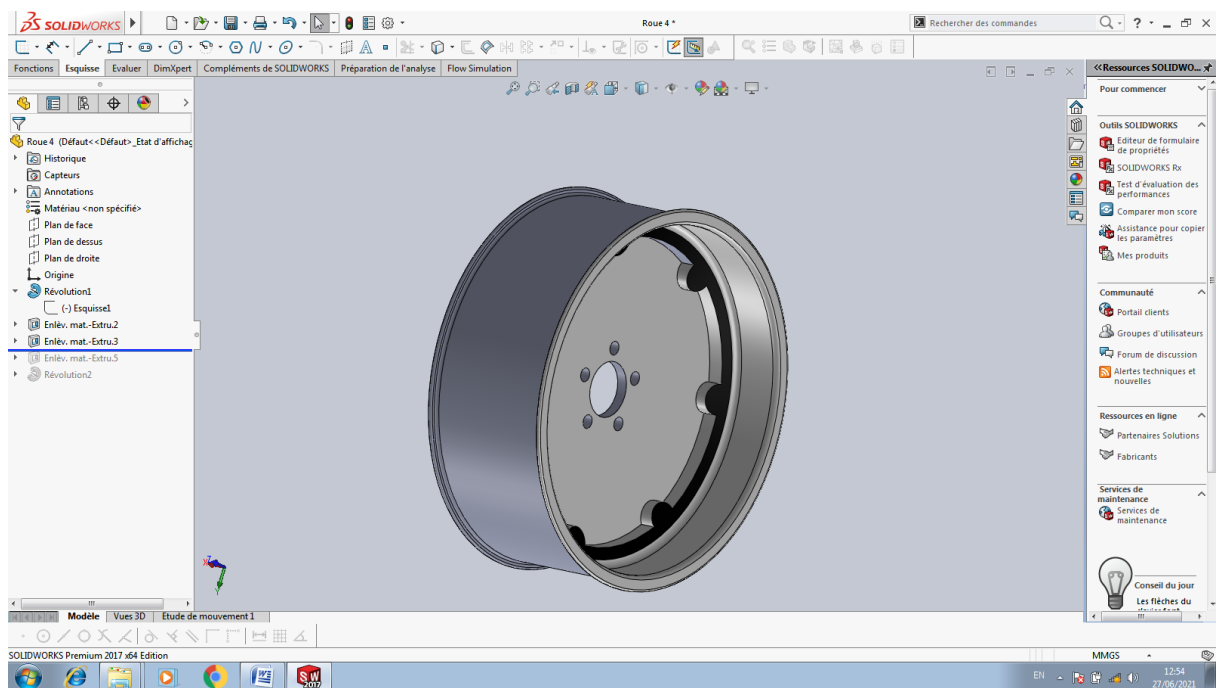 SOLIDWORKS
Roue 4 *
Rechercher des commandes
Fonctions Esquisse Evaluer DimXpert Compléments de SOLIDWORKS Préparation de l'analyse Flow Simulation
Roue 4 (Défaut<<Défaut>_Etat d'affichag
Historique
Capteurs
Annotations
Matériau <non spécifié>
Plan de face
Plan de dessus
Plan de droite
Origine
Révolution1
(-) Esquisse1
Enlèv. mat.-Extru.2
Enlèv. mat.-Extru.3
Enlèv. mat.-Extru.5
Révolution2
Ressources SOLIDWO...
Pour commencer
Outils SOLIDWORKS
Editeur de formulaire
de propriétés
SOLIDWORKS Rx
Test d'évaluation des
performances
Comparer mon score
Assistance pour copier
les paramètres
Mes produits
Communauté
Portail clients
Groupes d'utilisateurs
Forum de discussion
Alertes techniques et
nouvelles
Ressources en ligne
Partenaires Solutions
Fabricants
Services de
maintenance
Services de
maintenance
Conseil du jour
Les flèches du
Modèle Vues 3D Etude de mouvement 1
SOLIDWORKS Premium 2017 x64 Edition
MMGS
EN
12:54
27/06/2021